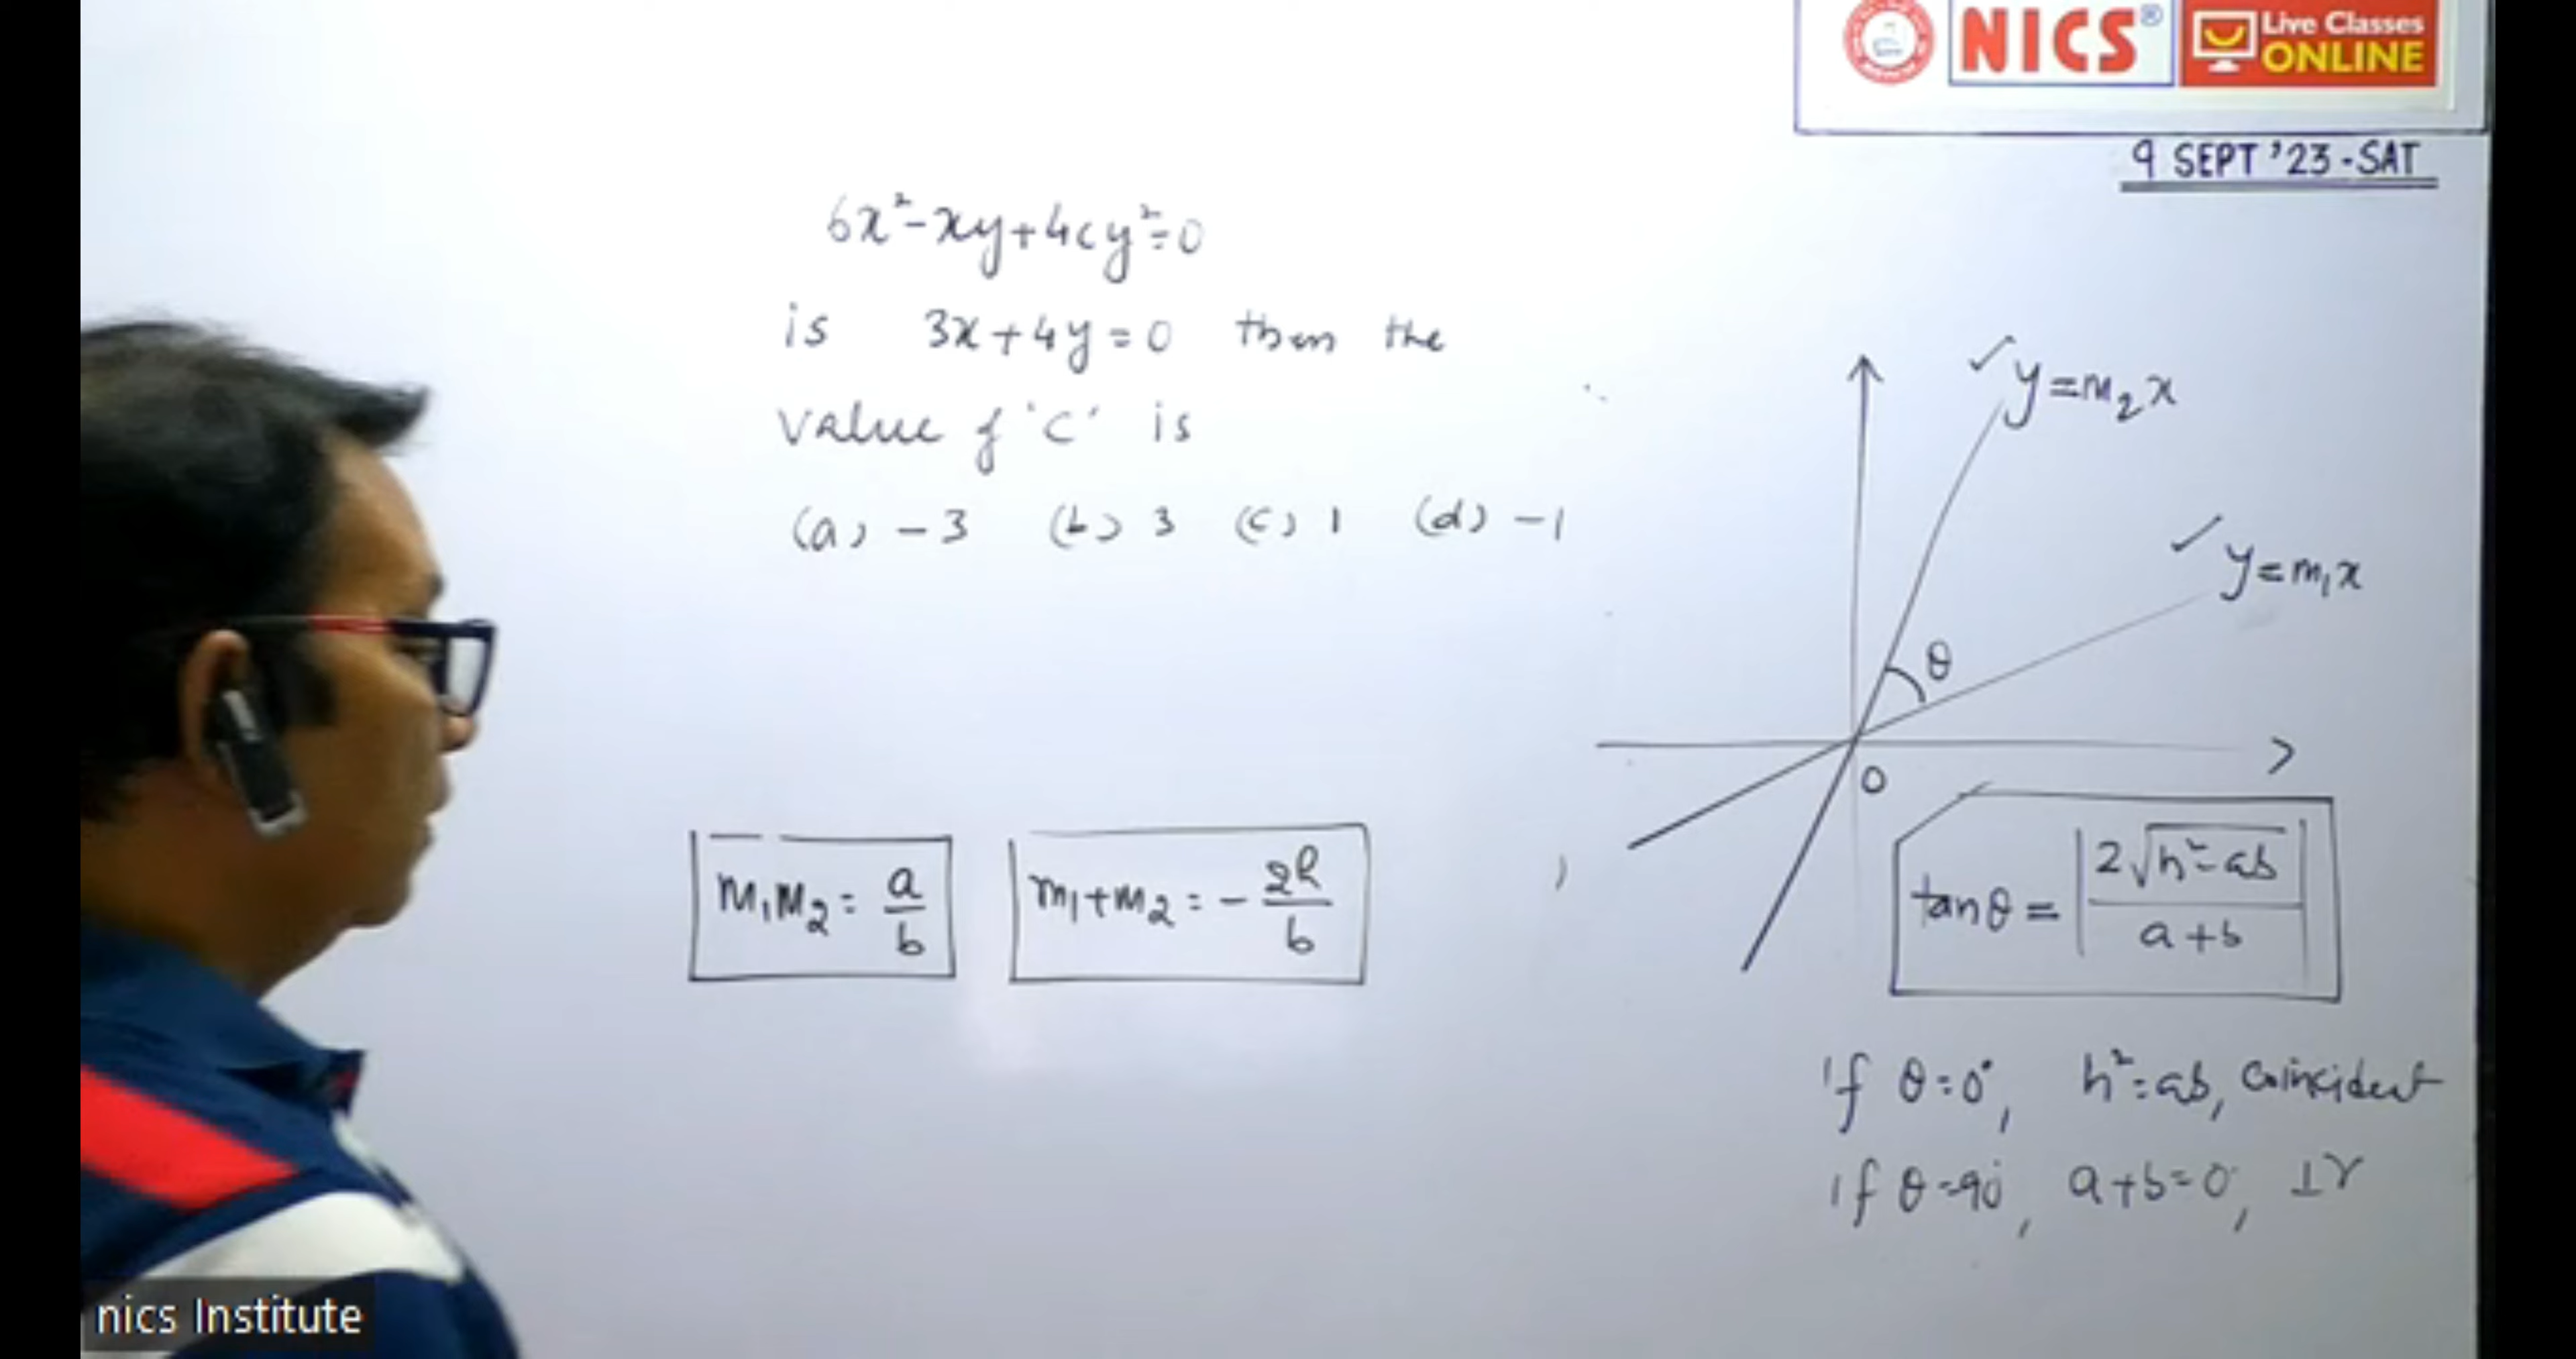 NICS®
Live Classes
ONLINE
9 SEPT '23-SAT
6x²-xy+4cy²=0
is 3x+4y=0 then the
value of 'c' is
(a) -3 (b) 3 (c) 1 (d) -1
y=m₂x
y=m₁x
θ
0
m₁m₂ = a/b
m₁+m₂ = -2h/b
tanθ = |2√h²-ab / a+b|
If θ=0°, h²=ab, coincident
If θ=90°, a+b=0, ⊥r
nics Institute